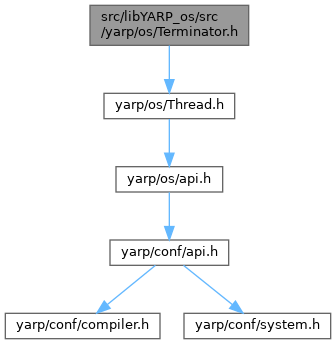 src/libYARP_os/src
/yarp/os/Terminator.h
yarp/os/Thread.h
yarp/os/api.h
yarp/conf/api.h
yarp/conf/compiler.h
yarp/conf/system.h